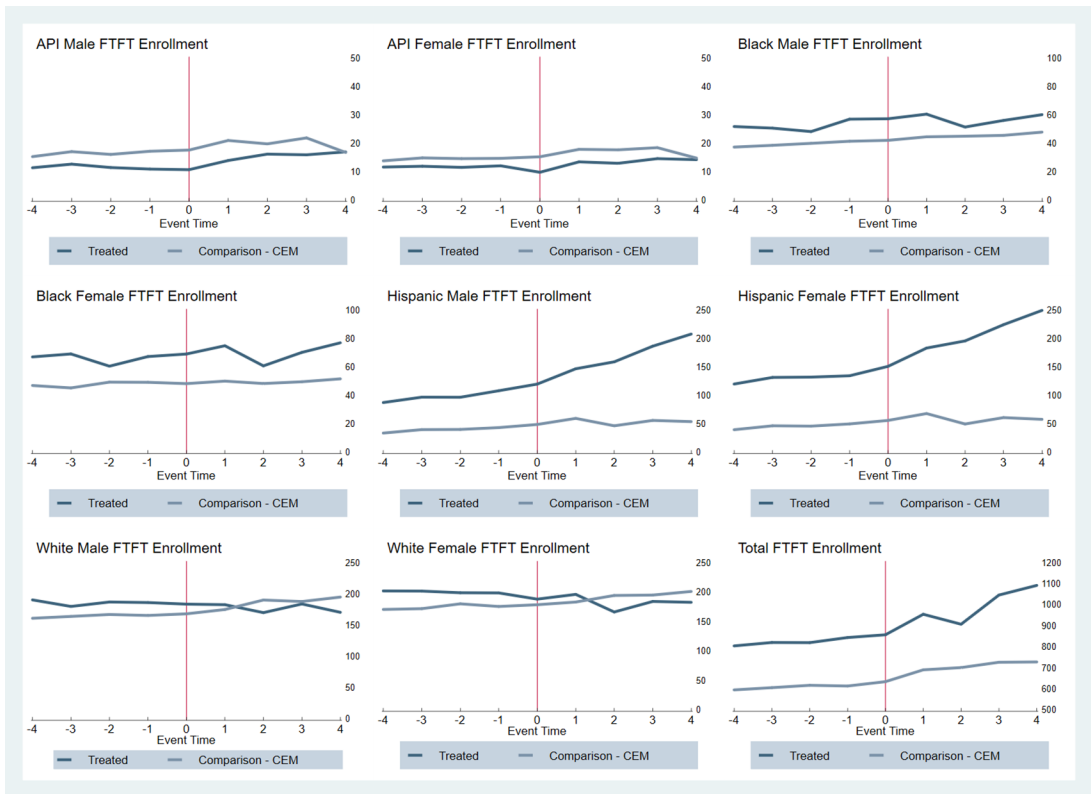 API Male FTFT Enrollment
50
40
30
20
10
0
-4 -3 -2 -1 0 1 2 3 4
Event Time
Treated Comparison - CEM
API Female FTFT Enrollment
50
40
30
20
10
0
-4 -3 -2 -1 0 1 2 3 4
Event Time
Treated Comparison - CEM
Black Male FTFT Enrollment
100
80
60
40
20
0
-4 -3 -2 -1 0 1 2 3 4
Event Time
Treated Comparison - CEM
Black Female FTFT Enrollment
100
80
60
40
20
0
-4 -3 -2 -1 0 1 2 3 4
Event Time
Treated Comparison - CEM
Hispanic Male FTFT Enrollment
250
200
150
100
50
0
-4 -3 -2 -1 0 1 2 3 4
Event Time
Treated Comparison - CEM
Hispanic Female FTFT Enrollment
250
200
150
100
50
0
-4 -3 -2 -1 0 1 2 3 4
Event Time
Treated Comparison - CEM
White Male FTFT Enrollment
250
200
150
100
50
0
-4 -3 -2 -1 0 1 2 3 4
Event Time
Treated Comparison - CEM
White Female FTFT Enrollment
250
200
150
100
50
0
-4 -3 -2 -1 0 1 2 3 4
Event Time
Treated Comparison - CEM
Total FTFT Enrollment
1200
1100
1000
900
800
700
600
500
-4 -3 -2 -1 0 1 2 3 4
Event Time
Treated Comparison - CEM